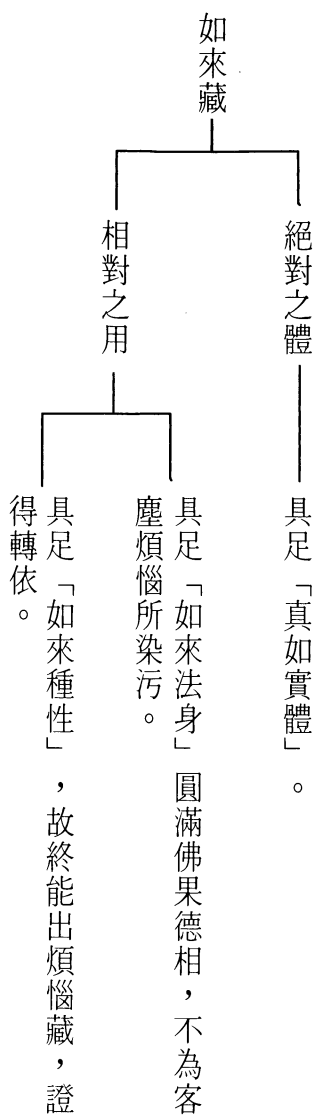 如來藏
絕對之體
具足「真如實體」。
相對之用
具足「如來法身」圓滿佛果德相，不為客
塵煩惱所染污。
具足「如來種性」，故終能出煩惱藏，證
得轉依。